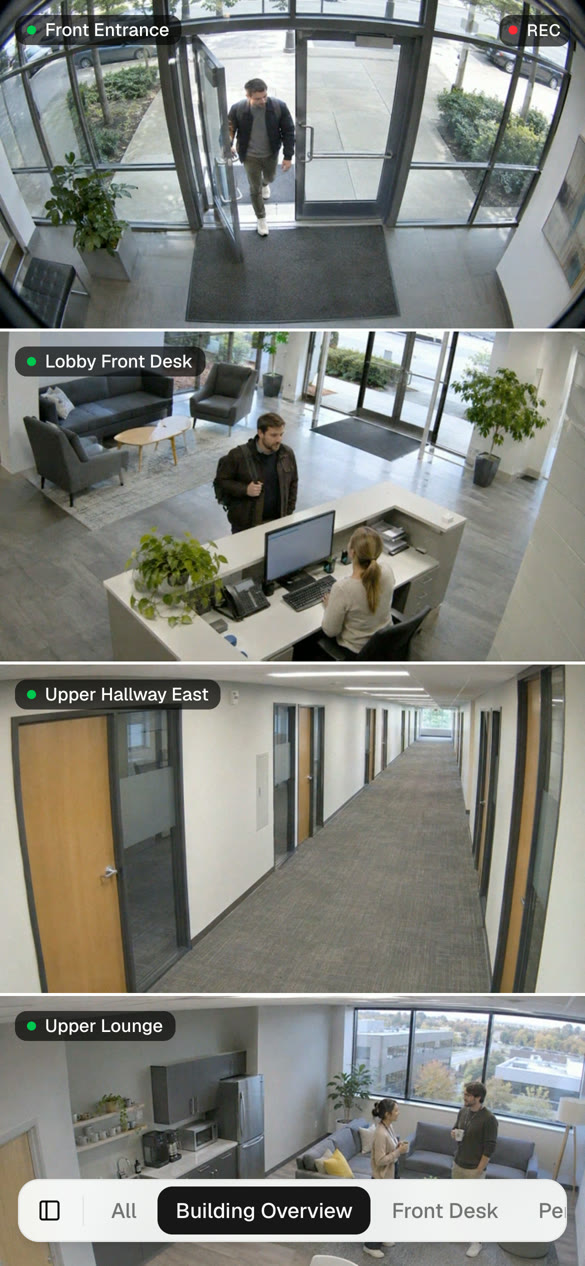 Front Entrance
REC
Lobby Front Desk
Upper Hallway East
Upper Lounge
All
Building Overview
Front Desk